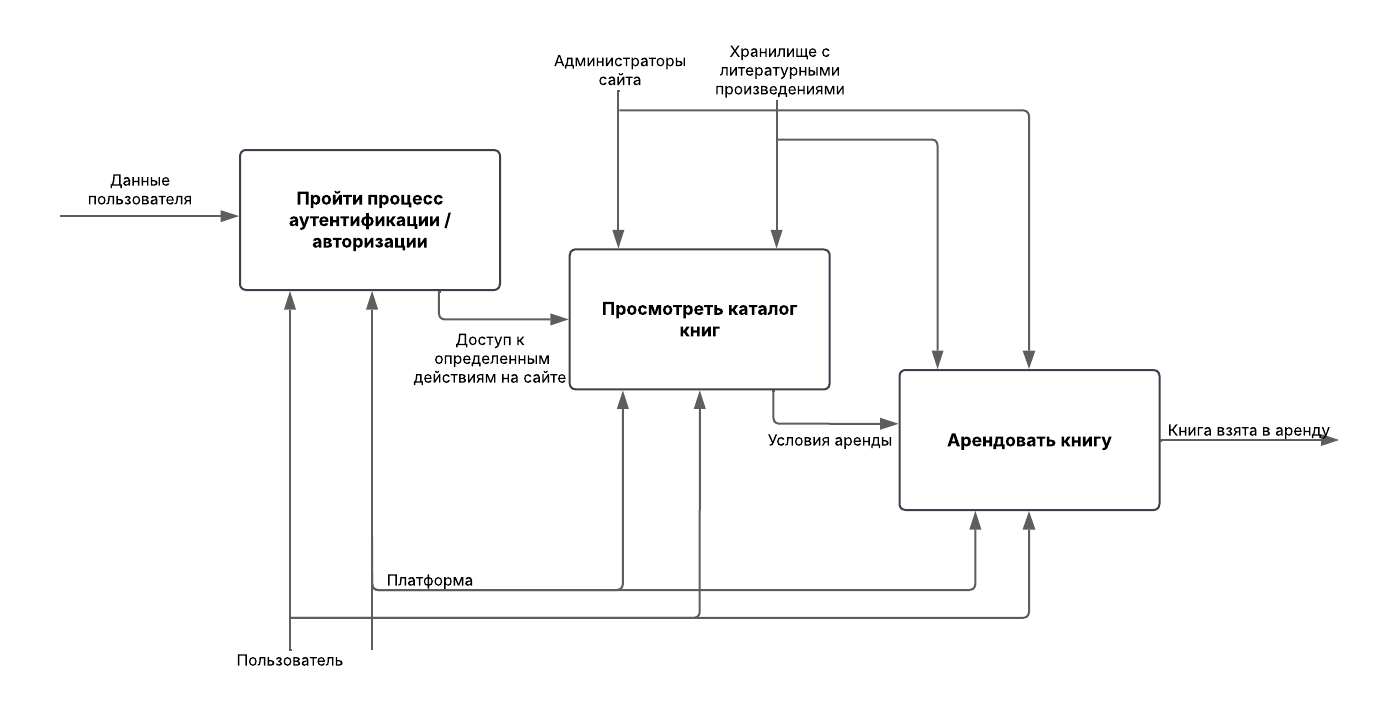 Администраторы
сайта
Хранилище с
литературными
произведениями
Данные
пользователя
Пройти процесс
аутентификации /
авторизации
Просмотреть каталог
книг
Доступ к
определенным
действиям на сайте
Условия аренды
Арендовать книгу
Книга взята в аренду
Платформа
Пользователь